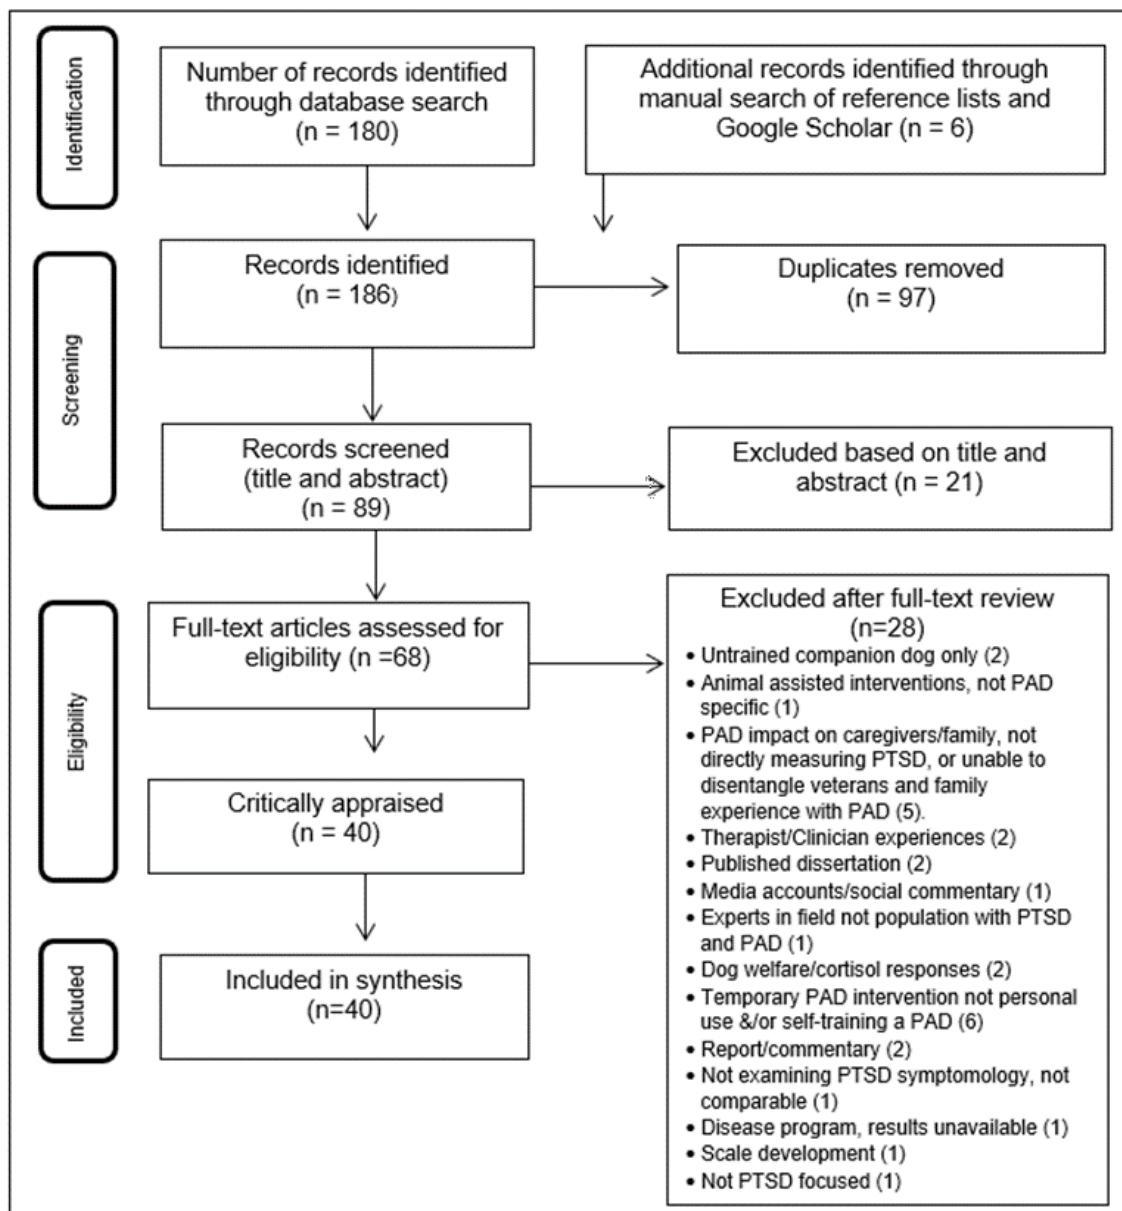 Identification
Number of records identified
through database search
(n = 180)
Additional records identified through
manual search of reference lists and
Google Scholar (n = 6)
Screening
Records identified
(n = 186)
Duplicates removed
(n = 97)
Records screened
(title and abstract)
(n = 89)
Excluded based on title and
abstract (n = 21)
Eligibility
Full-text articles assessed for
eligibility (n =68)
Excluded after full-text review
(n=28)
• Untrained companion dog only (2)
• Animal assisted interventions, not PAD
specific (1)
• PAD impact on caregivers/family, not
directly measuring PTSD, or unable to
disentangle veterans and family
experience with PAD (5).
• Therapist/Clinician experiences (2)
• Published dissertation (2)
• Media accounts/social commentary (1)
• Experts in field not population with PTSD
and PAD (1)
• Dog welfare/cortisol responses (2)
• Temporary PAD intervention not personal
use &/or self-training a PAD (6)
• Report/commentary (2)
• Not examining PTSD symptomology, not
comparable (1)
• Disease program, results unavailable (1)
• Scale development (1)
• Not PTSD focused (1)
Critically appraised
(n = 40)
Included
Included in synthesis
(n=40)